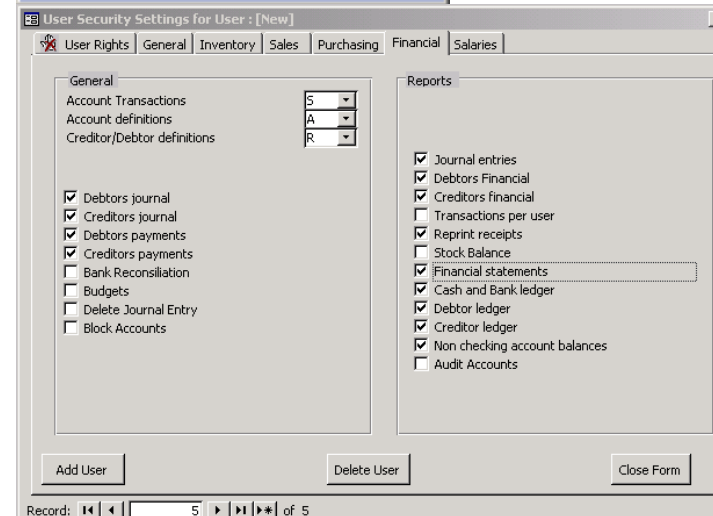 User Security Settings for User : [New]
User Rights General Inventory Sales Purchasing Financial Salaries
General
Account Transactions S
Account definitions A
Creditor/Debtor definitions R
Debtors journal
Creditors journal
Debtors payments
Creditors payments
Bank Reconsiliation
Budgets
Delete Journal Entry
Block Accounts
Reports
Journal entries
Debtors Financial
Creditors financial
Transactions per user
Reprint receipts
Stock Balance
Financial statements
Cash and Bank ledger
Debtor ledger
Creditor ledger
Non checking account balances
Audit Accounts
Add User Delete User Close Form
Record: 5 of 5